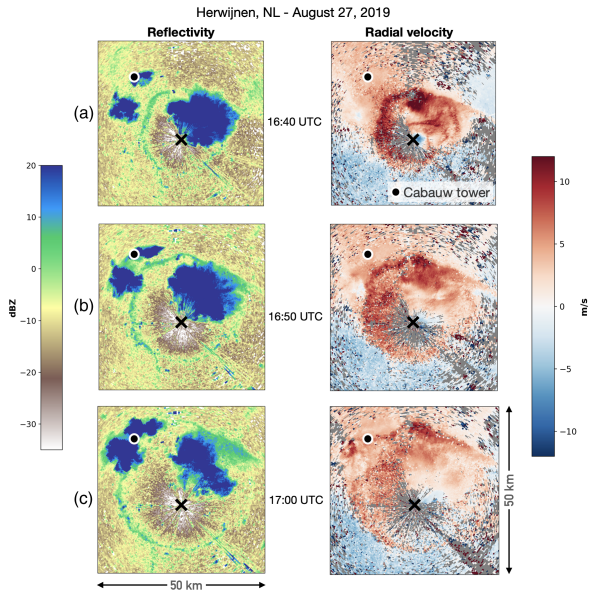 Herwijnen, NL - August 27, 2019
Reflectivity
Radial velocity
(a)
16:40 UTC
Cabauw tower
20
10
0
−10
−20
−30
dBZ
(b)
16:50 UTC
10
5
0
−5
−10
m/s
(c)
17:00 UTC
50 km
50 km